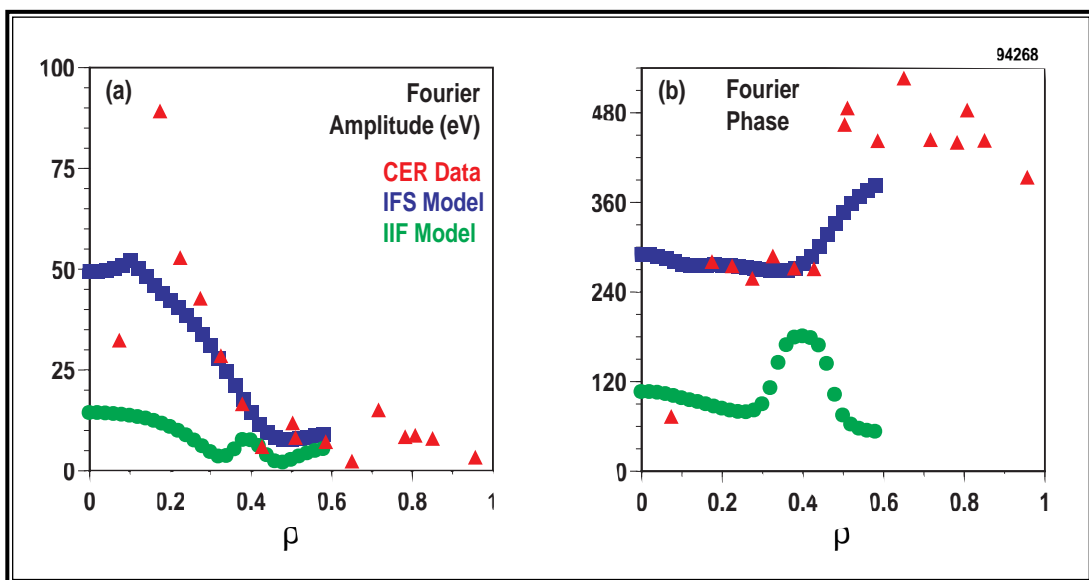 94268
100
75
50
25
0
(a)
Fourier
Amplitude (eV)
CER Data
IFS Model
IIF Model
0 0.2 0.4 0.6 0.8 1
ρ
480
360
240
120
0
(b)
Fourier
Phase
0 0.2 0.4 0.6 0.8 1
ρ